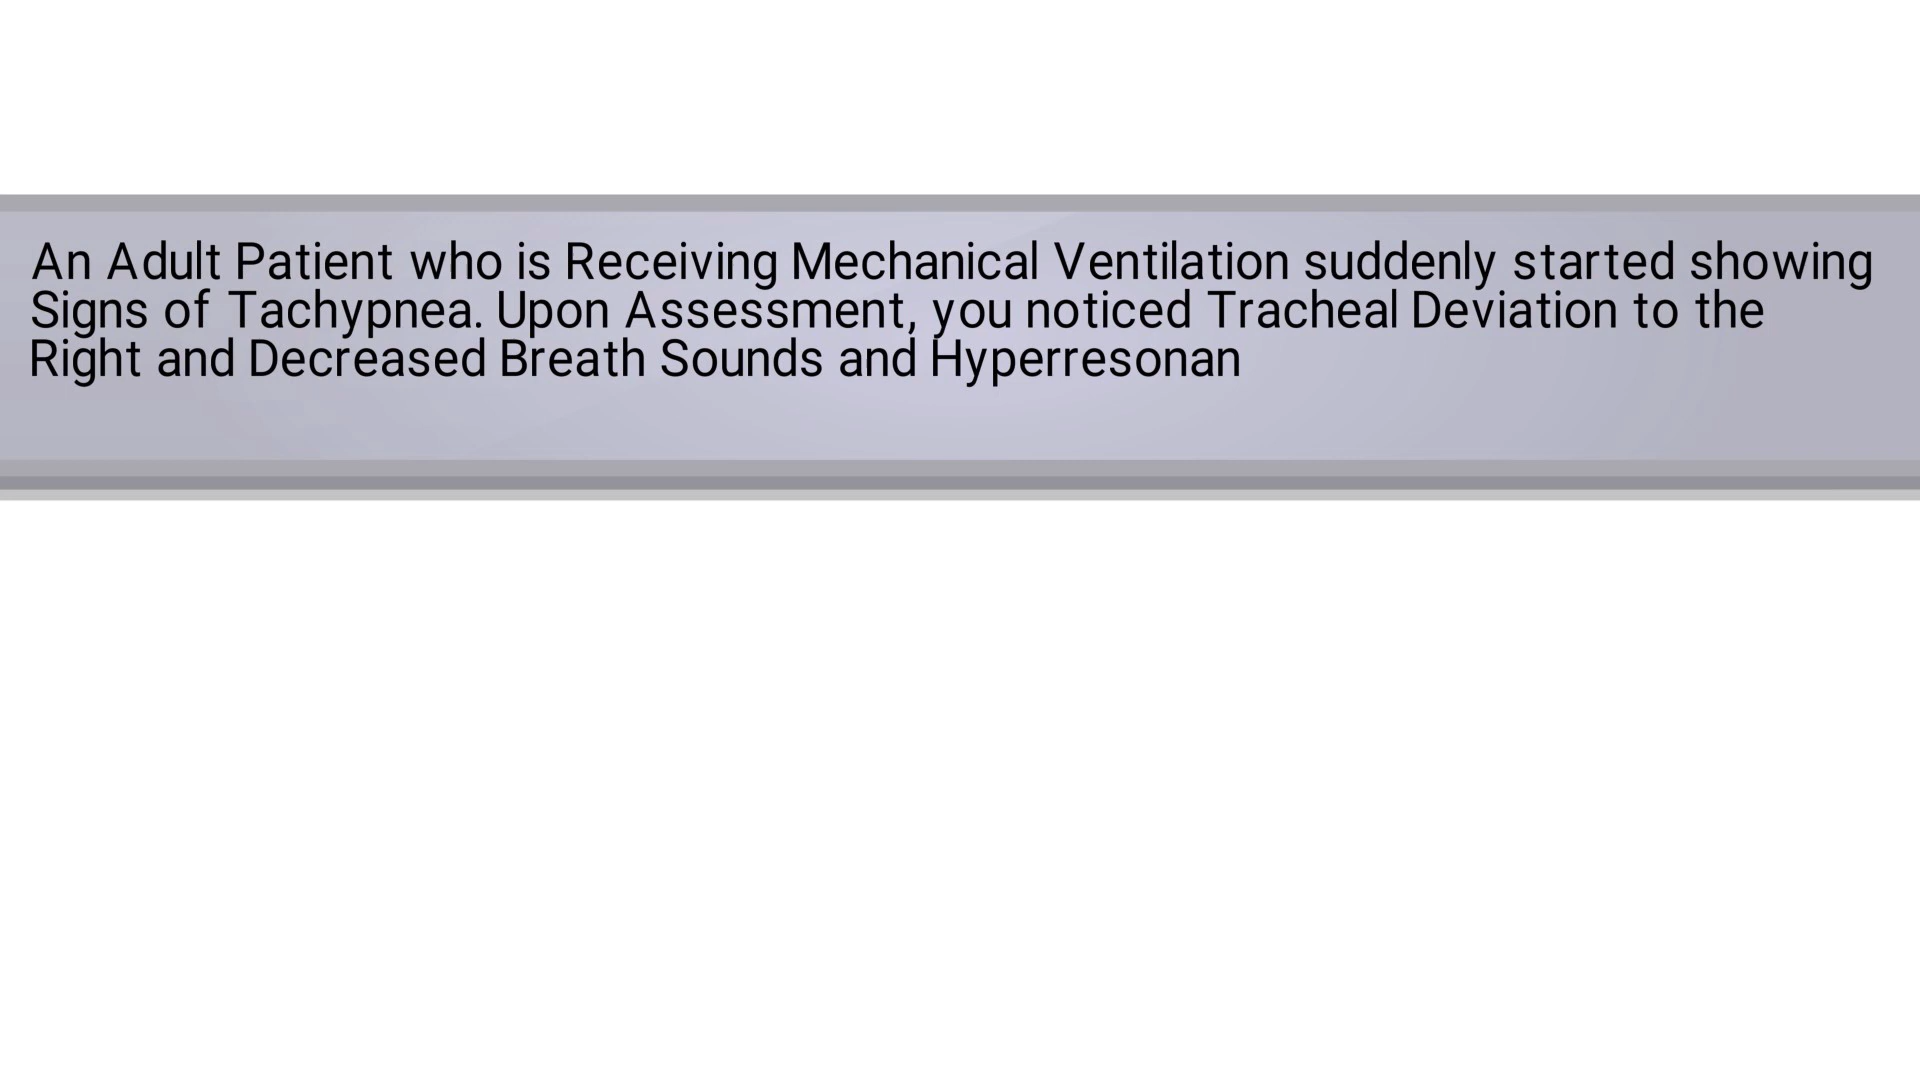 An Adult Patient who is Receiving Mechanical Ventilation suddenly started showing
Signs of Tachypnea. Upon Assessment, you noticed Tracheal Deviation to the
Right and Decreased Breath Sounds and Hyperresonan